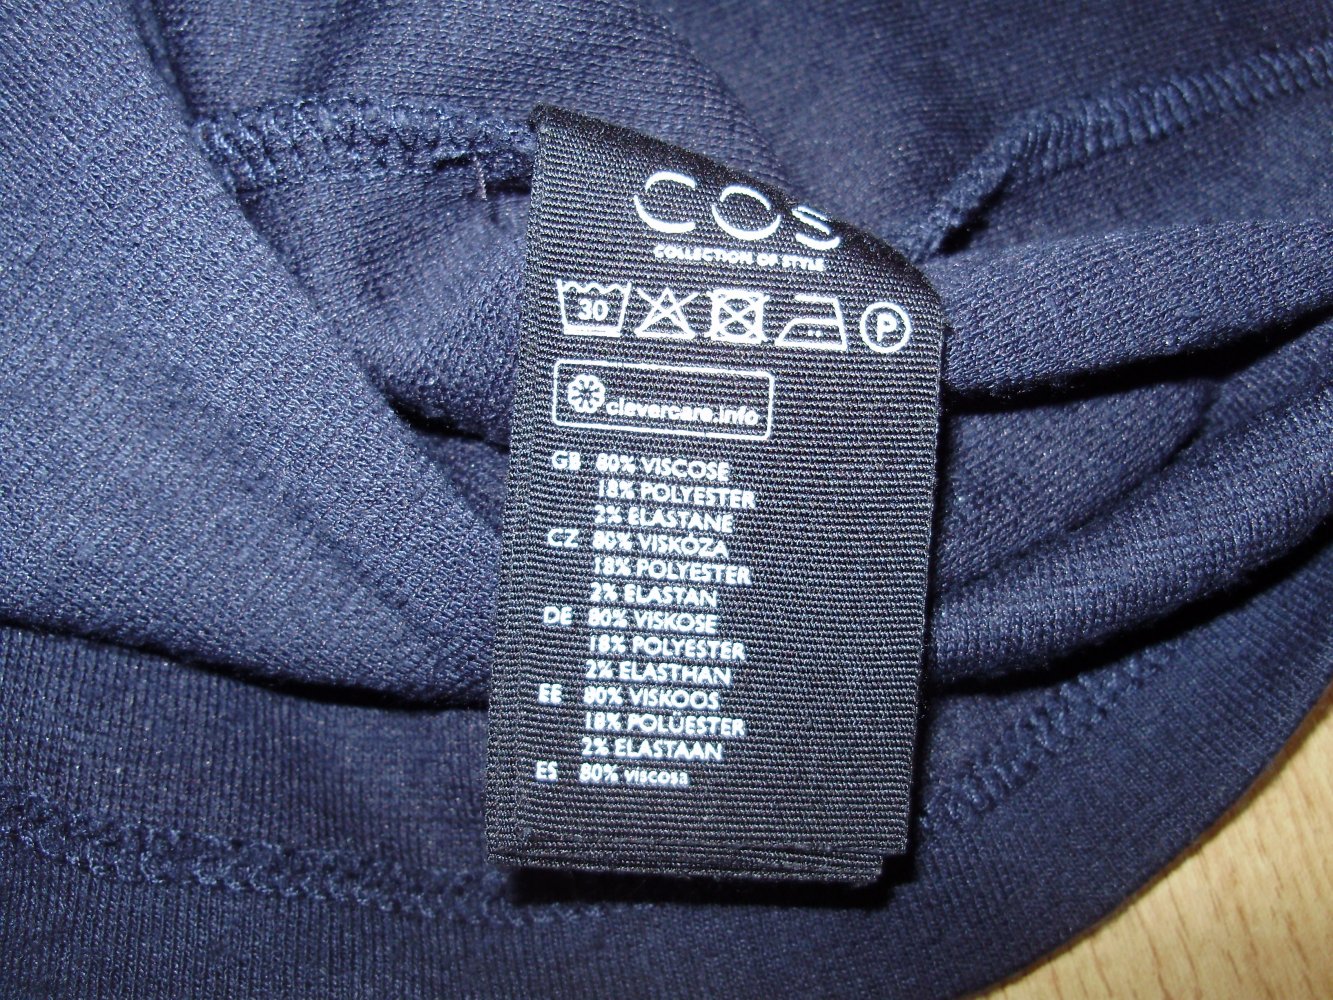 COS
COLLECTION OF STYLE
30 P
clevercare.info
GB 80% VISCOSE
18% POLYESTER
2% ELASTANE
CZ 80% VISKÓZA
18% POLYESTER
2% ELASTAN
DE 80% VISKOSE
18% POLYESTER
2% ELASTHAN
EE 80% VISKOOS
18% POLÜESTER
2% ELASTAAN
ES 80% viscosa